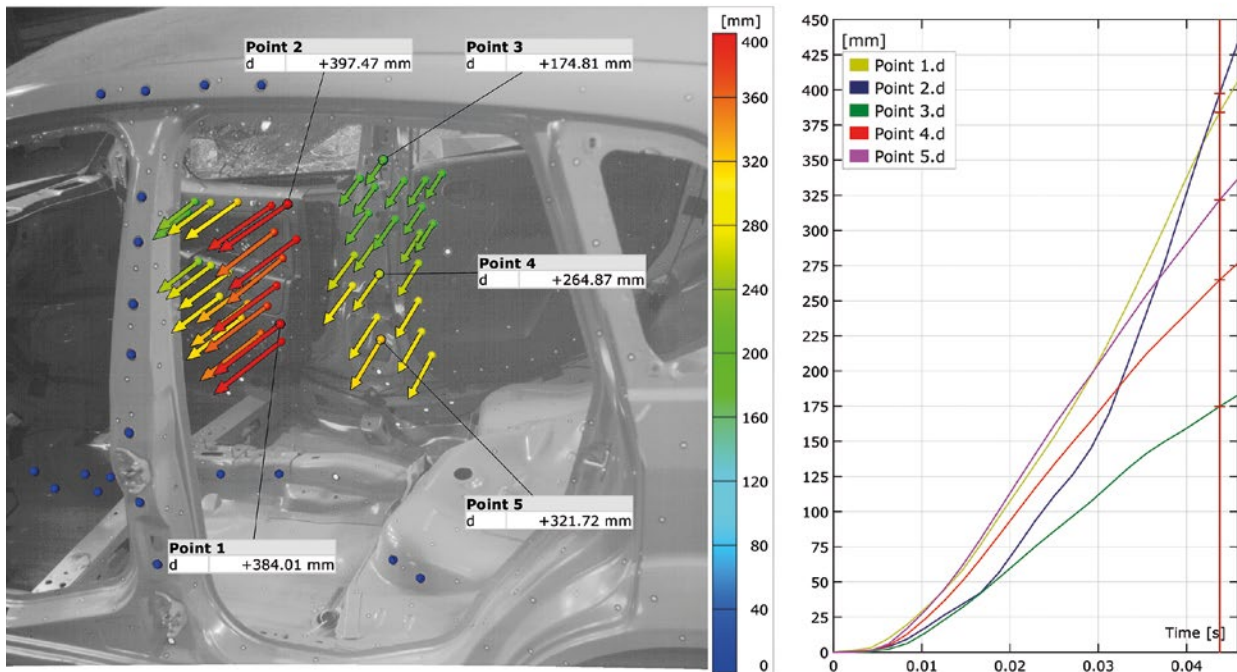 Point 2
d +397.47 mm
Point 3
d +174.81 mm
Point 4
d +264.87 mm
Point 5
d +321.72 mm
Point 1
d +384.01 mm
[mm]
400
360
320
280
240
200
160
120
80
40
0
450
425
400
375
350
325
300
275
250
225
200
175
150
125
100
75
50
25
0
[mm]
Point 1.d
Point 2.d
Point 3.d
Point 4.d
Point 5.d
Time [s]
0 0.01 0.02 0.03 0.04